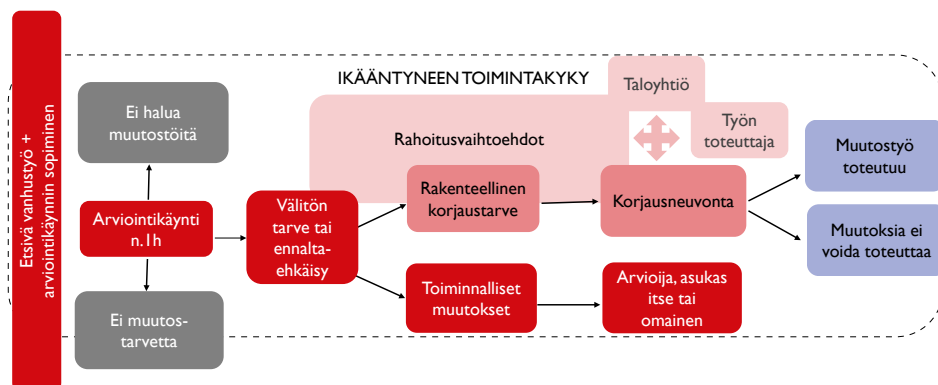 Etsivä vanhustyö +
arviointikäynnin sopiminen
IKÄÄNTYNEEN TOIMINTAKYKY
Ei halua
muutostöitä
Arviointikäynti
n.1h
Ei muutos-
tarvetta
Välitön
tarve tai
ennalta-
ehkäisy
Rahoitusvaihtoehdot
Rakenteellinen
korjaustarve
Toiminnalliset
muutokset
Taloyhtiö
Työn
toteuttaja
Korjausneuvonta
Arvioija, asukas
itse tai
omainen
Muutostyö
toteutuu
Muutoksia ei
voida toteuttaa